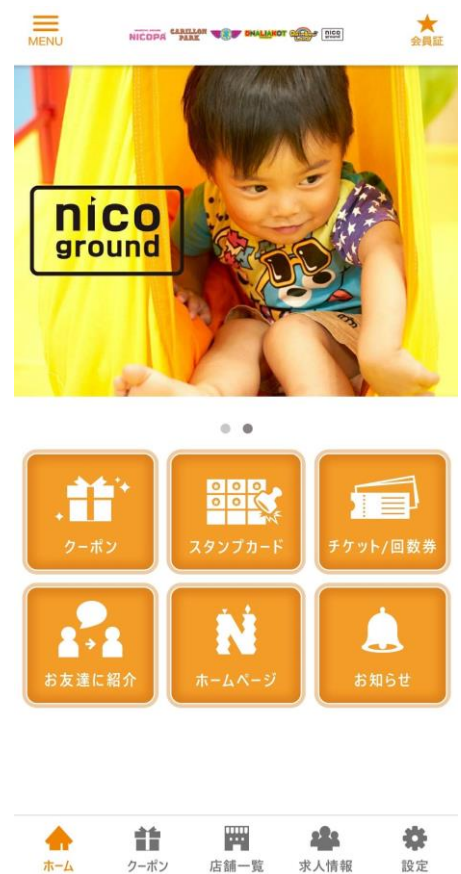 MENU
NICOPA
CARILLON
PARK
nico
ground
会員証
nico
ground
クーポン
スタンプカード
チケット/回数券
お友達に紹介
N
ホームページ
お知らせ
ホーム
クーポン
店舗一覧
求人情報
設定